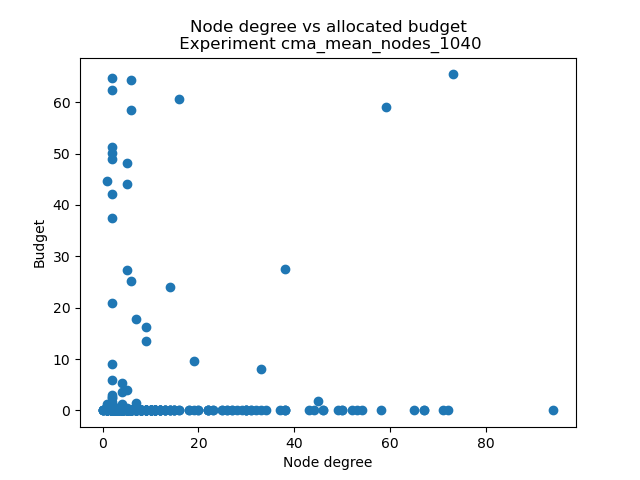 Node degree vs allocated budget
Experiment cma_mean_nodes_1040
Budget
60
50
40
30
20
10
0
0 20 40 60 80
Node degree